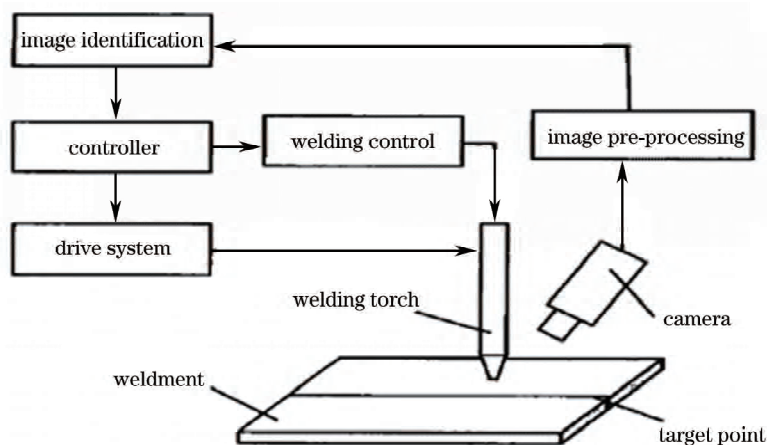 image identification
controller
welding control
image pre-processing
drive system
welding torch
camera
weldment
target point